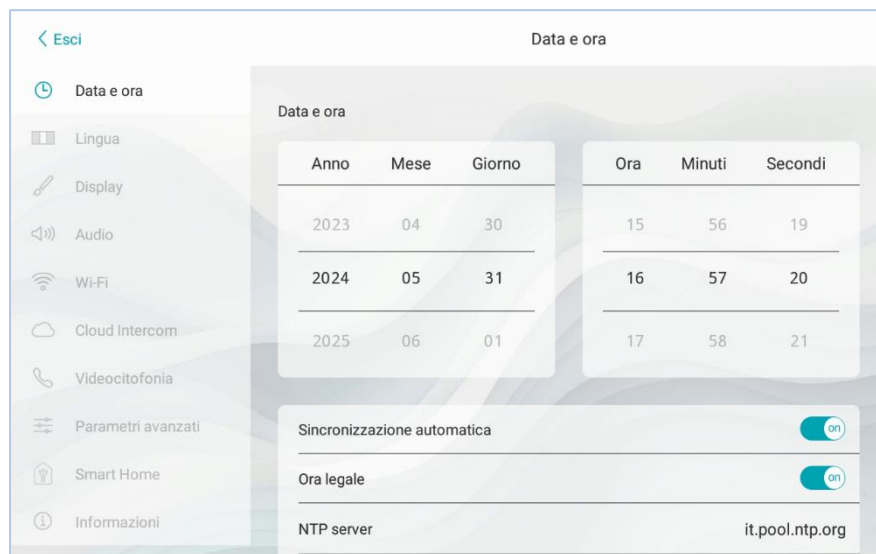 Esci
Data e ora
Data e ora
Lingua
Display
Audio
Wi-Fi
Cloud Intercom
Videocitofonia
Parametri avanzati
Smart Home
Informazioni
Data e ora
Anno Mese Giorno
2023 04 30
2024 05 31
2025 06 01
Ora Minuti Secondi
15 56 19
16 57 20
17 58 21
Sincronizzazione automatica on
Ora legale on
NTP server it.pool.ntp.org